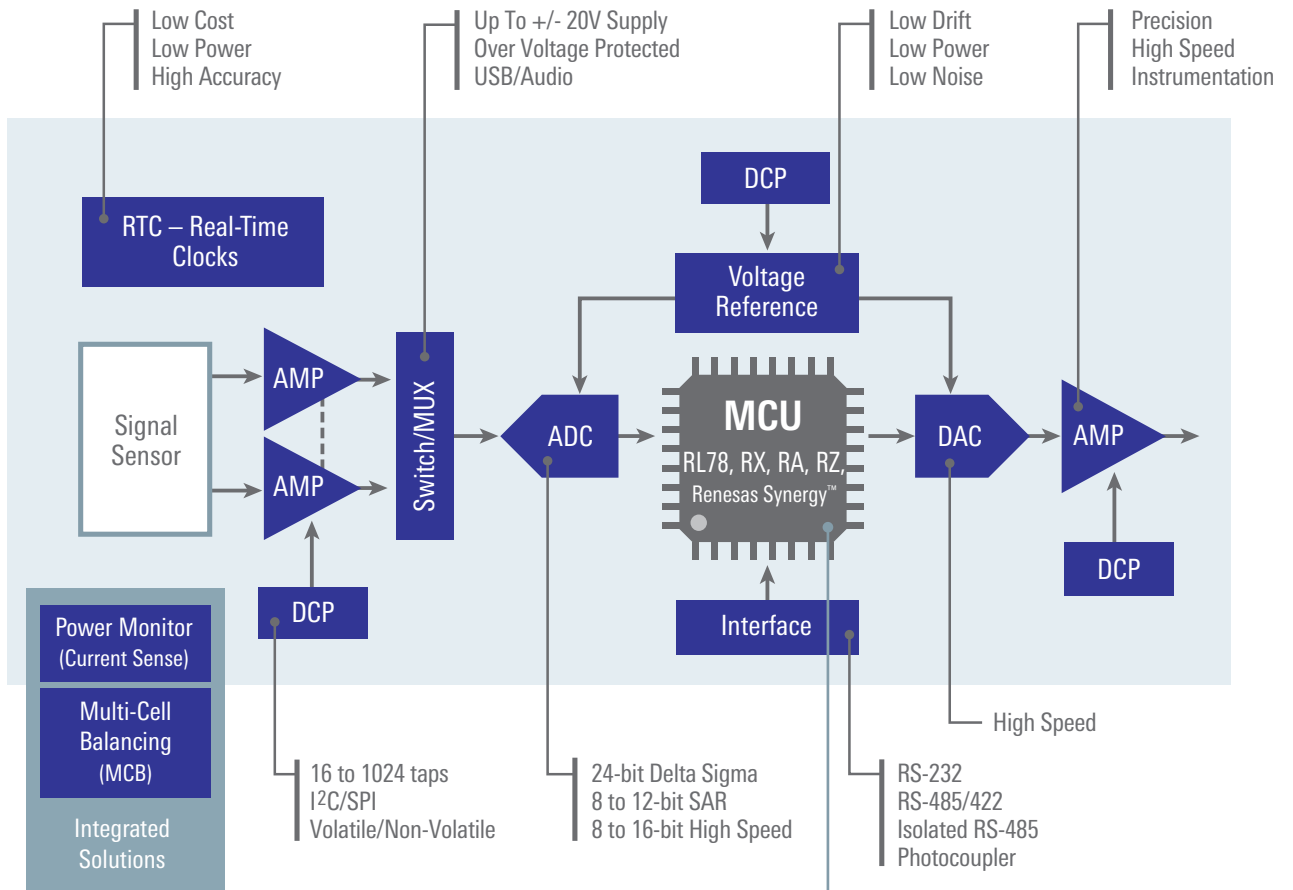 Low Cost
Low Power
High Accuracy
Up To +/- 20V Supply
Over Voltage Protected
USB/Audio
Low Drift
Low Power
Low Noise
Precision
High Speed
Instrumentation
RTC – Real-Time
Clocks
DCP
Voltage
Reference
Signal
Sensor
AMP
AMP
Switch/MUX
ADC
MCU
RL78, RX, RA, RZ,
Renesas Synergy™
DAC
AMP
DCP
DCP
Interface
Power Monitor
(Current Sense)
Multi-Cell
Balancing
(MCB)
Integrated
Solutions
16 to 1024 taps
I²C/SPI
Volatile/Non-Volatile
24-bit Delta Sigma
8 to 12-bit SAR
8 to 16-bit High Speed
High Speed
RS-232
RS-485/422
Isolated RS-485
Photocoupler